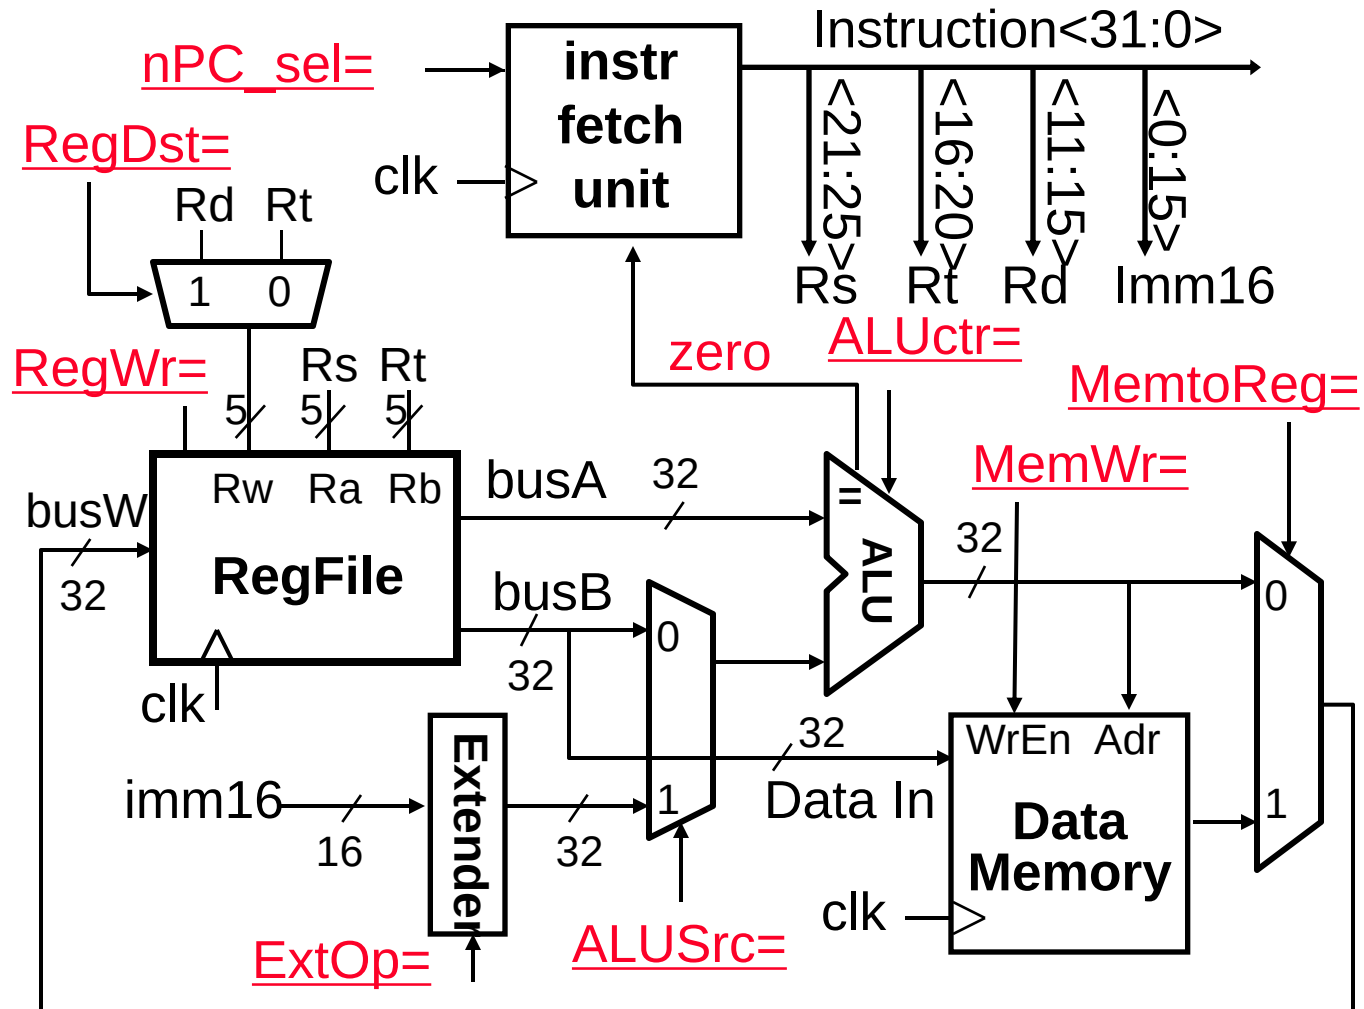 Instruction<31:0>
nPC_sel=
instr
fetch
unit
clk
<21:25>
<16:20>
<11:15>
<0:15>
Rs
Rt
Rd
Imm16
RegDst=
Rd
Rt
1
0
zero
ALUctr=
RegWr=
Rs
Rt
5
5
5
MemtoReg=
MemWr=
busW
32
Rw
Ra
Rb
RegFile
clk
busA
32
busB
32
=
ALU
32
0
1
0
1
imm16
16
Extender
32
32
Data In
WrEn
Adr
Data
Memory
clk
ExtOp=
ALUSrc=